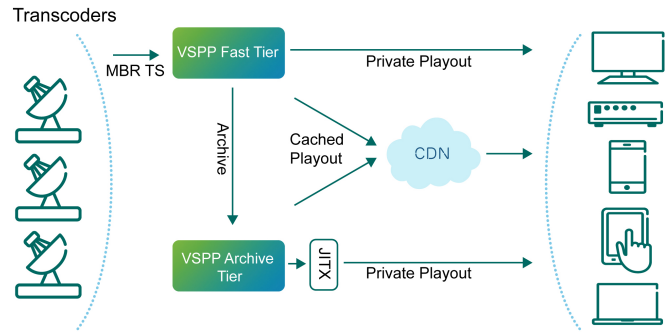 Transcoders
MBR TS
VSPP Fast Tier
Private Playout
Archive
Cached
Playout
CDN
VSPP Archive
Tier
JITX
Private Playout